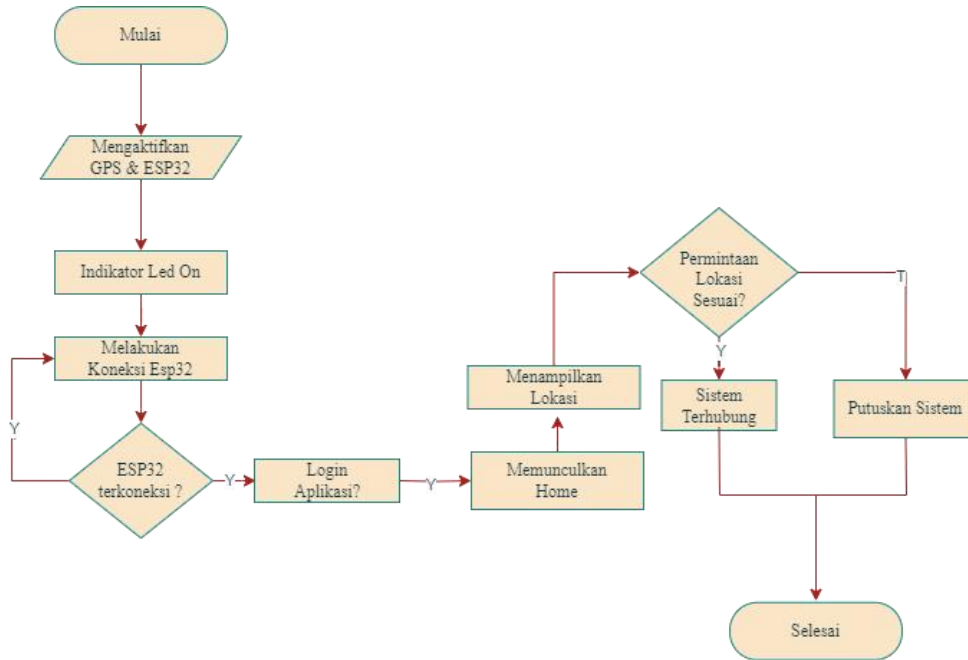 Mulai
Mengaktifkan
GPS & ESP32
Indikator Led On
Melakukan
Koneksi Esp32
Y
ESP32
terkoneksi ?
Y
Login
Aplikasi?
Y
Memunculkan
Home
Menampilkan
Lokasi
Permintaan
Lokasi
Sesuai?
Y
T
Sistem
Terhubung
Putuskan Sistem
Selesai